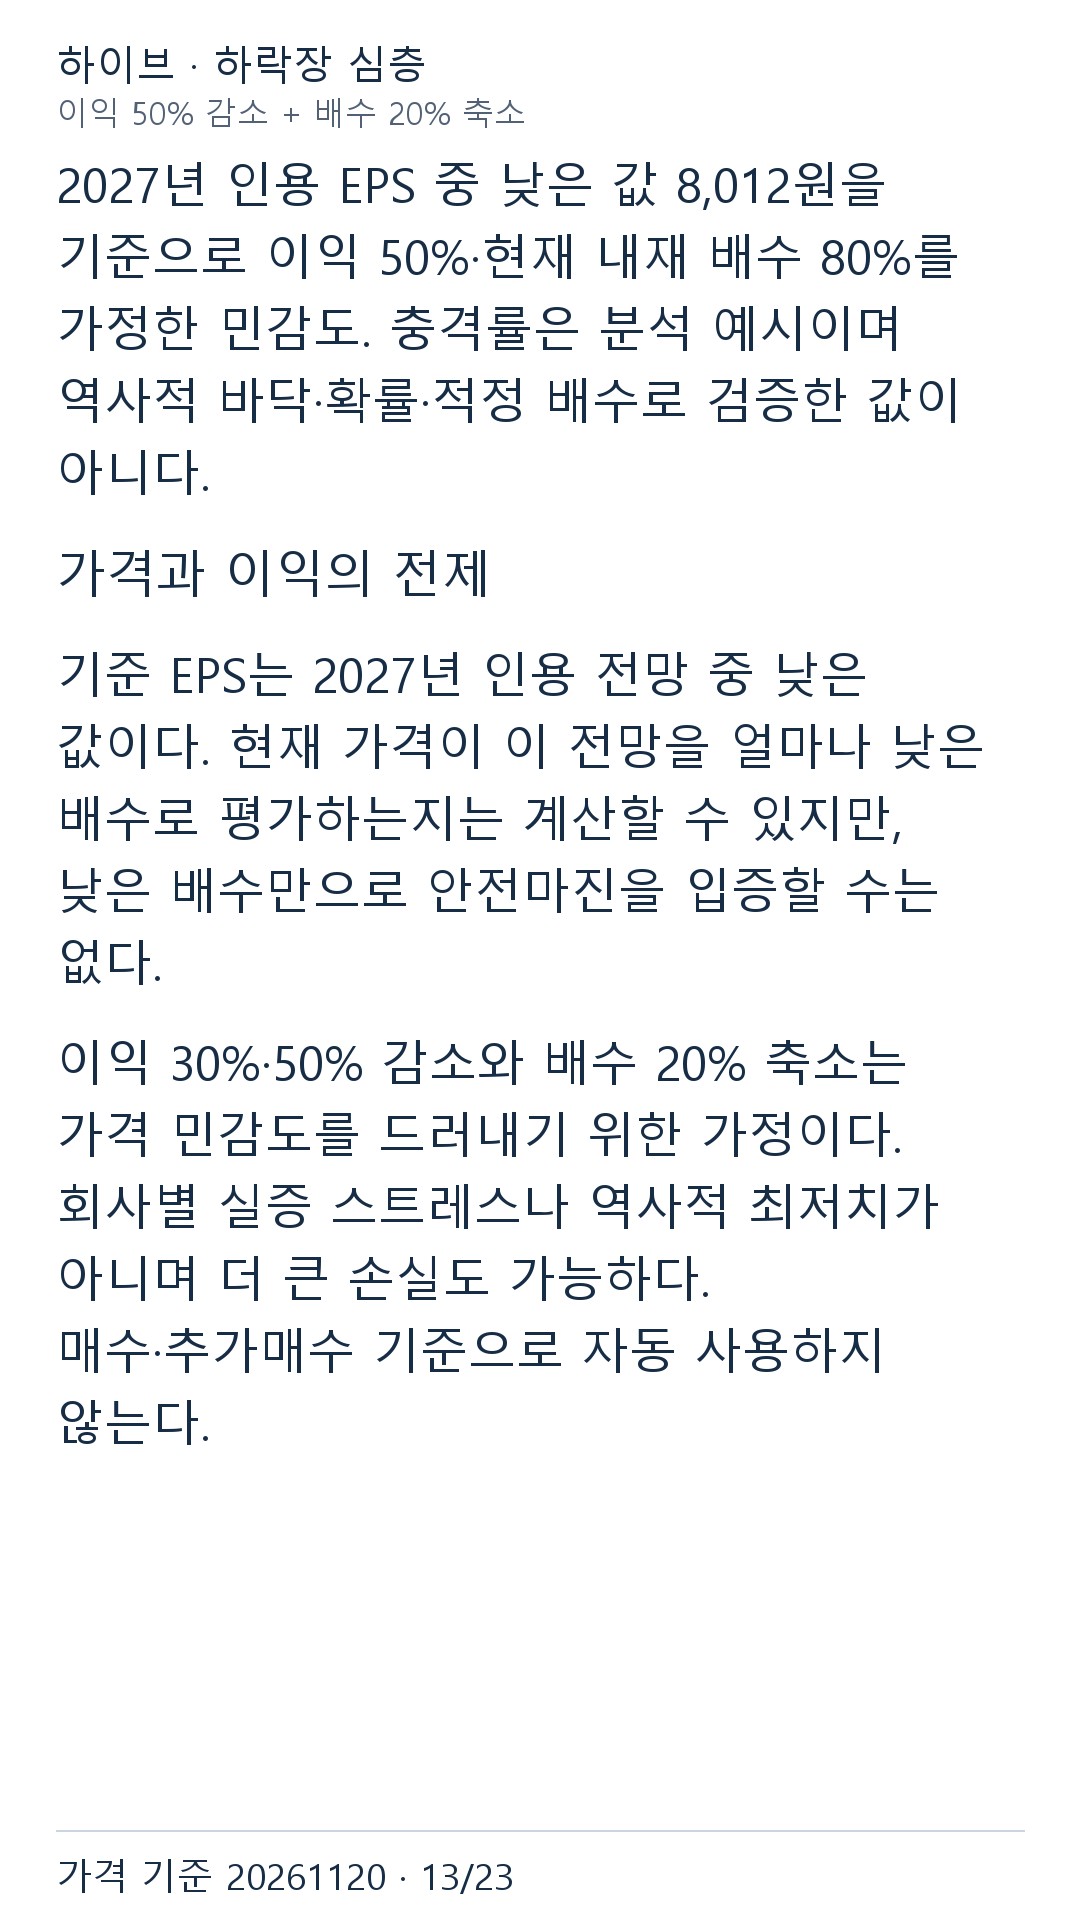 하이브 · 하락장 심층
이익 50% 감소 + 배수 20% 축소
2027년 인용 EPS 중 낮은 값 8,012원을
기준으로 이익 50%·현재 내재 배수 80%를
가정한 민감도. 충격률은 분석 예시이며
역사적 바닥·확률·적정 배수로 검증한 값이
아니다.
가격과 이익의 전제
기준 EPS는 2027년 인용 전망 중 낮은
값이다. 현재 가격이 이 전망을 얼마나 낮은
배수로 평가하는지는 계산할 수 있지만,
낮은 배수만으로 안전마진을 입증할 수는
없다.
이익 30%·50% 감소와 배수 20% 축소는
가격 민감도를 드러내기 위한 가정이다.
회사별 실증 스트레스나 역사적 최저치가
아니며 더 큰 손실도 가능하다.
매수·추가매수 기준으로 자동 사용하지
않는다.
가격 기준 20261120 · 13/23